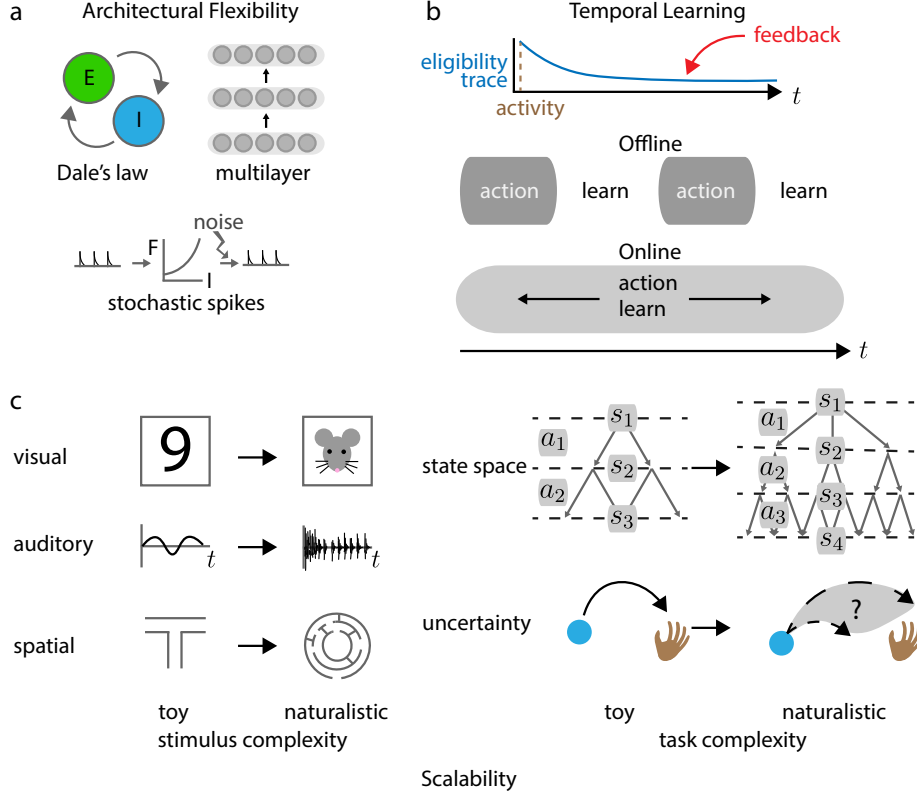 a
Architectural Flexibility
E
I
Dale's law
multilayer
noise
F
I
stochastic spikes
b
Temporal Learning
feedback
eligibility
trace
activity
t
Offline
action learn action learn
Online
action
learn
t
c
visual
9
auditory
t
t
spatial
toy
naturalistic
stimulus complexity
state space
s1
a1
s2
a2
s3
s1
a1
s2
a2
s3
a3
s4
uncertainty
?
toy
naturalistic
task complexity
Scalability